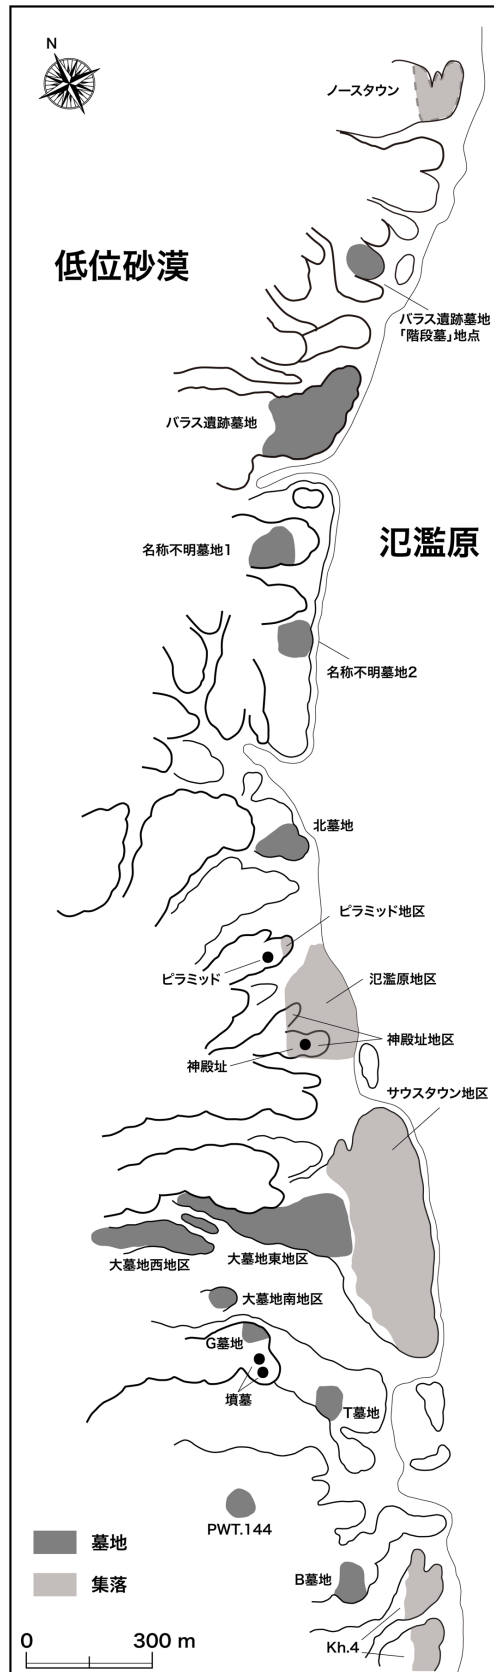 N
ノースタウン
低位砂漠
バラス遺跡墓地
「階段墓」地点
バラス遺跡墓地
氾濫原
名称不明墓地1
名称不明墓地2
北墓地
ピラミッド地区
ピラミッド
氾濫原地区
神殿址地区
神殿址
サウスタウン地区
大墓地西地区
大墓地東地区
大墓地南地区
G墓地
墳墓
T墓地
PWT.144
墓地
B墓地
集落
Kh.4
0 300 m